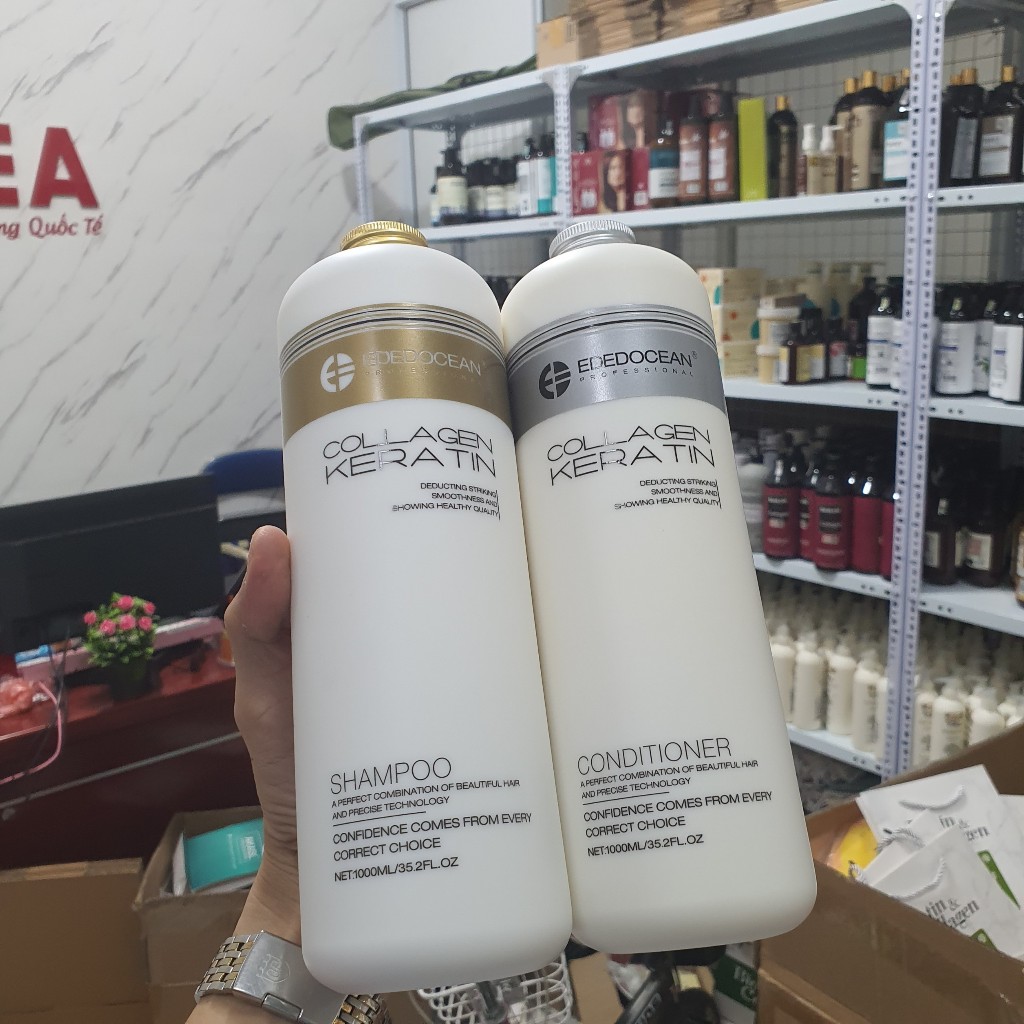 EA
ng Quốc Tế
EDEDOCEAN®
PROFESSIONAL
COLLAGEN
KERATIN
DEDUCTING STRIKING
SMOOTHNESS AND
SHOWING HEALTHY QUALITY
SHAMPOO
A PERFECT COMBINATION OF BEAUTIFUL HAIR
AND PRECISE TECHNOLOGY
CONFIDENCE COMES FROM EVERY
CORRECT CHOICE
NET:1000ML/35.2FL.OZ
EDEDOCEAN®
PROFESSIONAL
COLLAGEN
KERATIN
DEDUCTING STRIKING
SMOOTHNESS AND
SHOWING HEALTHY QUALITY
CONDITIONER
A PERFECT COMBINATION OF BEAUTIFUL HAIR
AND PRECISE TECHNOLOGY
CONFIDENCE COMES FROM EVERY
CORRECT CHOICE
NET:1000ML/35.2FL.OZ